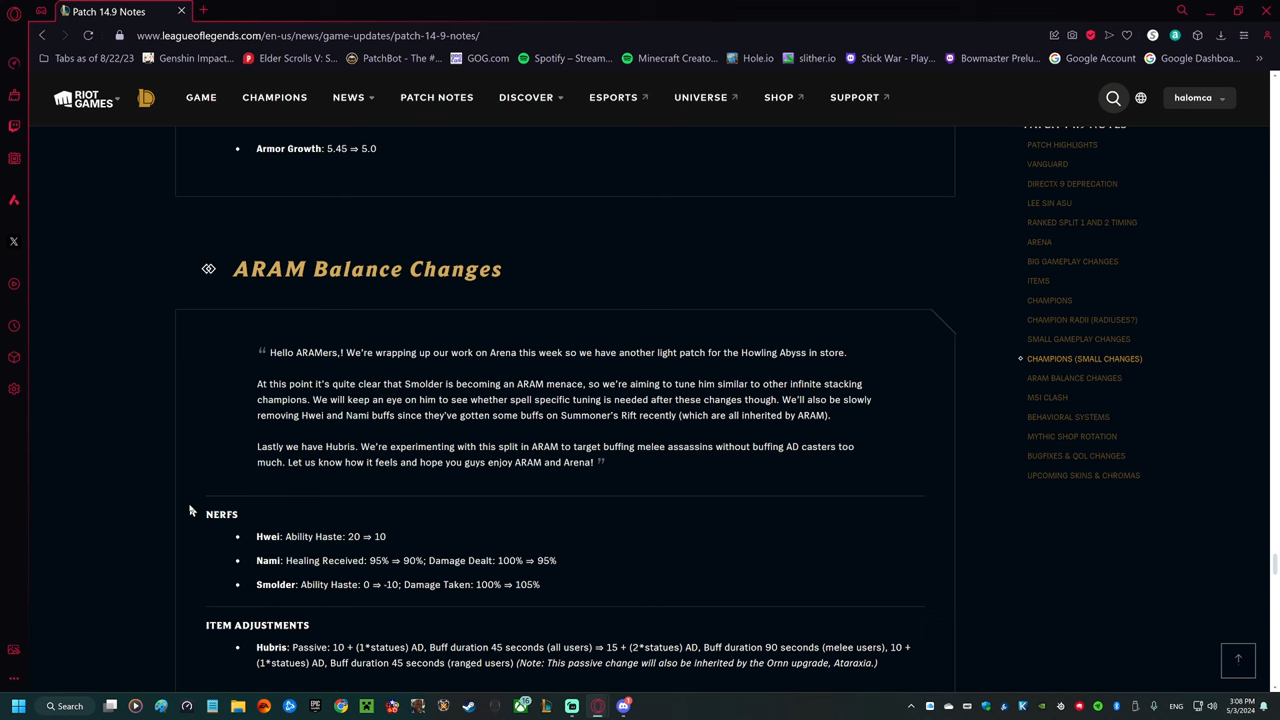 Patch 14.9 Notes
www.leagueoflegends.com/en-us/news/game-updates/patch-14-9-notes/
Tabs as of 8/22/23
Genshin Impact...
Elder Scrolls V: S...
PatchBot - The #...
GOG.com
Spotify – Stream...
Minecraft Creato...
Hole.io
slither.io
Stick War - Play...
Bowmaster Prelu...
Google Account
Google Dashboa...
RIOT GAMES
GAME
CHAMPIONS
NEWS
PATCH NOTES
DISCOVER
ESPORTS
UNIVERSE
SHOP
SUPPORT
halomca
• Armor Growth: 5.45 ⇒ 5.0
ARAM Balance Changes
“ Hello ARAMers,! We're wrapping up our work on Arena this week so we have another light patch for the Howling Abyss in store.
At this point it's quite clear that Smolder is becoming an ARAM menace, so we're aiming to tune him similar to other infinite stacking
champions. We will keep an eye on him to see whether spell specific tuning is needed after these changes though. We'll also be slowly
removing Hwei and Nami buffs since they've gotten some buffs on Summoner's Rift recently (which are all inherited by ARAM).
Lastly we have Hubris. We're experimenting with this split in ARAM to target buffing melee assassins without buffing AD casters too
much. Let us know how it feels and hope you guys enjoy ARAM and Arena! ”
NERFS
• Hwei: Ability Haste: 20 ⇒ 10
• Nami: Healing Received: 95% ⇒ 90%; Damage Dealt: 100% ⇒ 95%
• Smolder: Ability Haste: 0 ⇒ -10; Damage Taken: 100% ⇒ 105%
ITEM ADJUSTMENTS
• Hubris: Passive: 10 + (1*statues) AD, Buff duration 45 seconds (all users) ⇒ 15 + (2*statues) AD, Buff duration 90 seconds (melee users), 10 +
(1*statues) AD, Buff duration 45 seconds (ranged users) (Note: This passive change will also be inherited by the Ornn upgrade, Ataraxia.)
PATCH 14.9 NOTES
PATCH HIGHLIGHTS
VANGUARD
DIRECTX 9 DEPRECATION
LEE SIN ASU
RANKED SPLIT 1 AND 2 TIMING
ARENA
BIG GAMEPLAY CHANGES
ITEMS
CHAMPIONS
CHAMPION RADII (RADIUSES?)
SMALL GAMEPLAY CHANGES
CHAMPIONS (SMALL CHANGES)
ARAM BALANCE CHANGES
MSI CLASH
BEHAVIORAL SYSTEMS
MYTHIC SHOP ROTATION
BUGFIXES & QOL CHANGES
UPCOMING SKINS & CHROMAS
Search
16
1
ENG
3:08 PM
5/3/2024